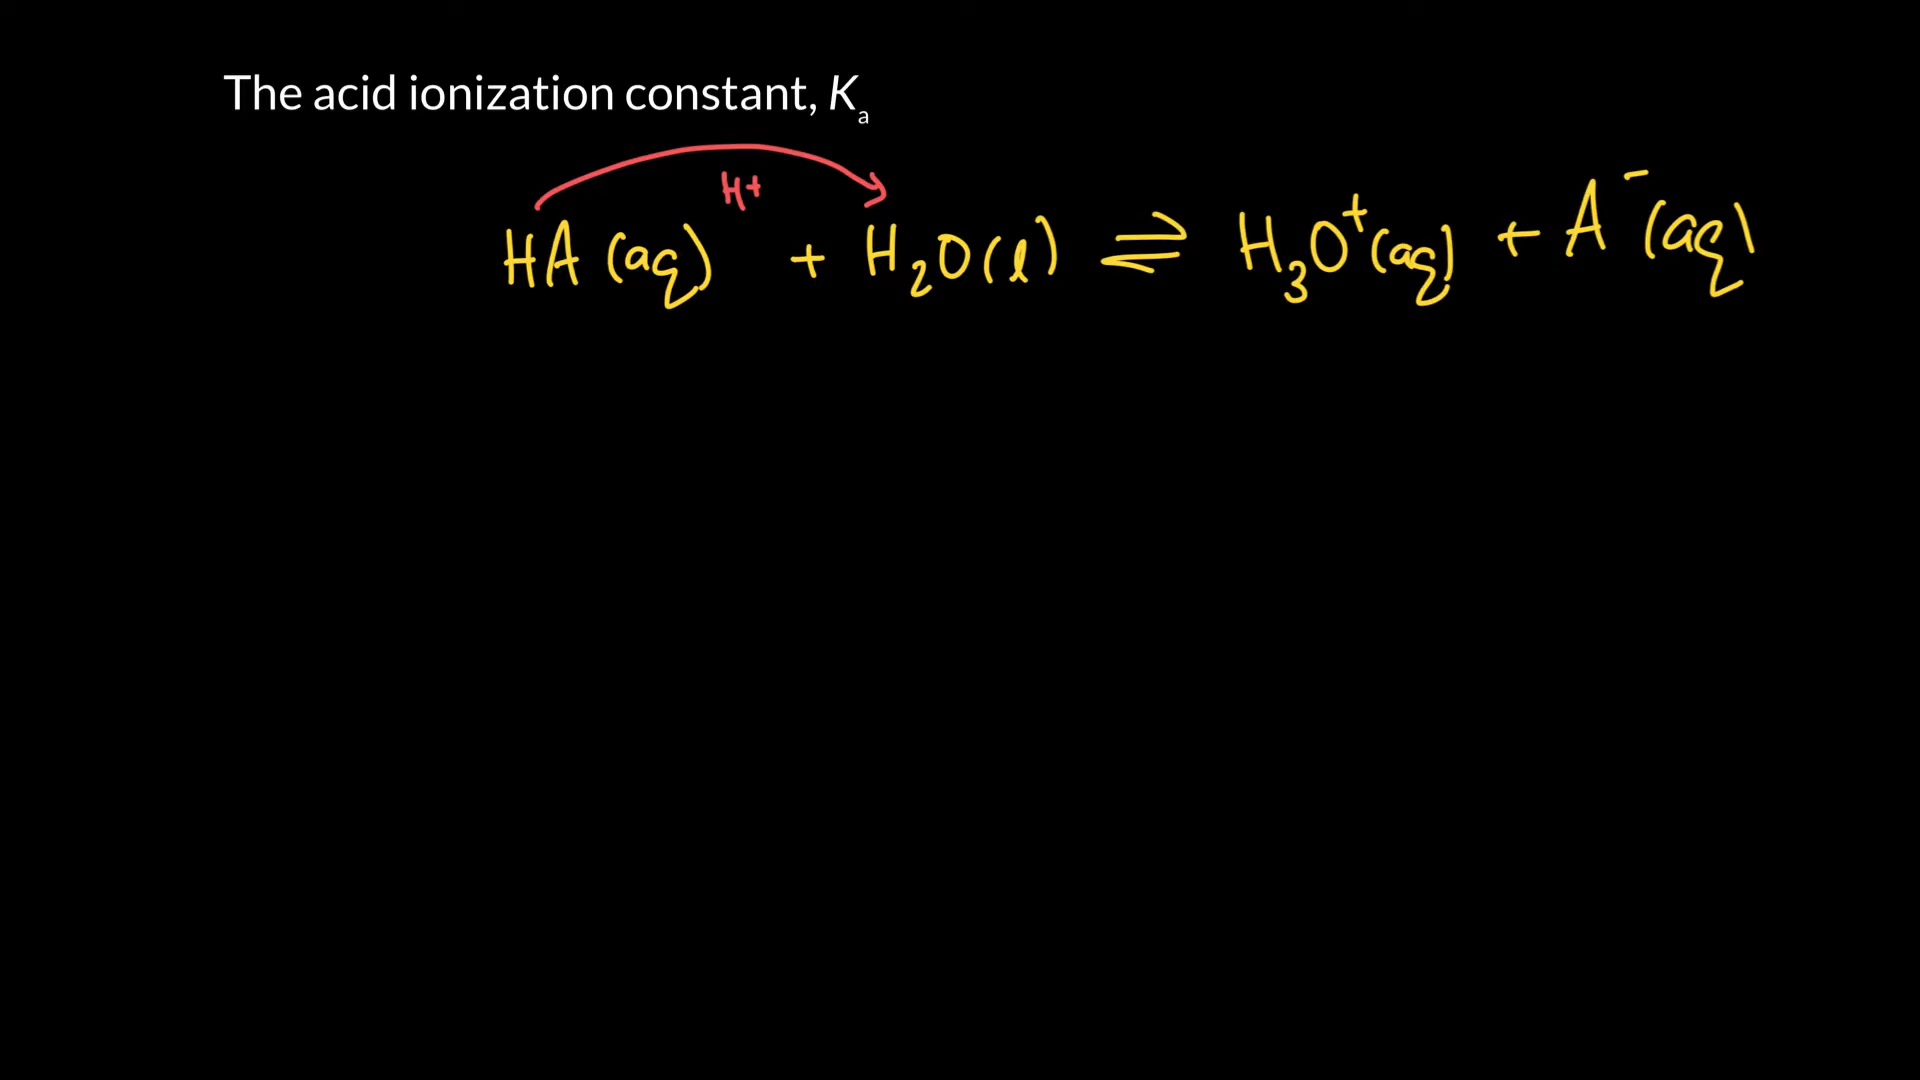 The acid ionization constant, Kₐ
H⁺
HA (aq) + H₂O (l) ⇌ H₃O⁺ (aq) + A⁻ (aq)